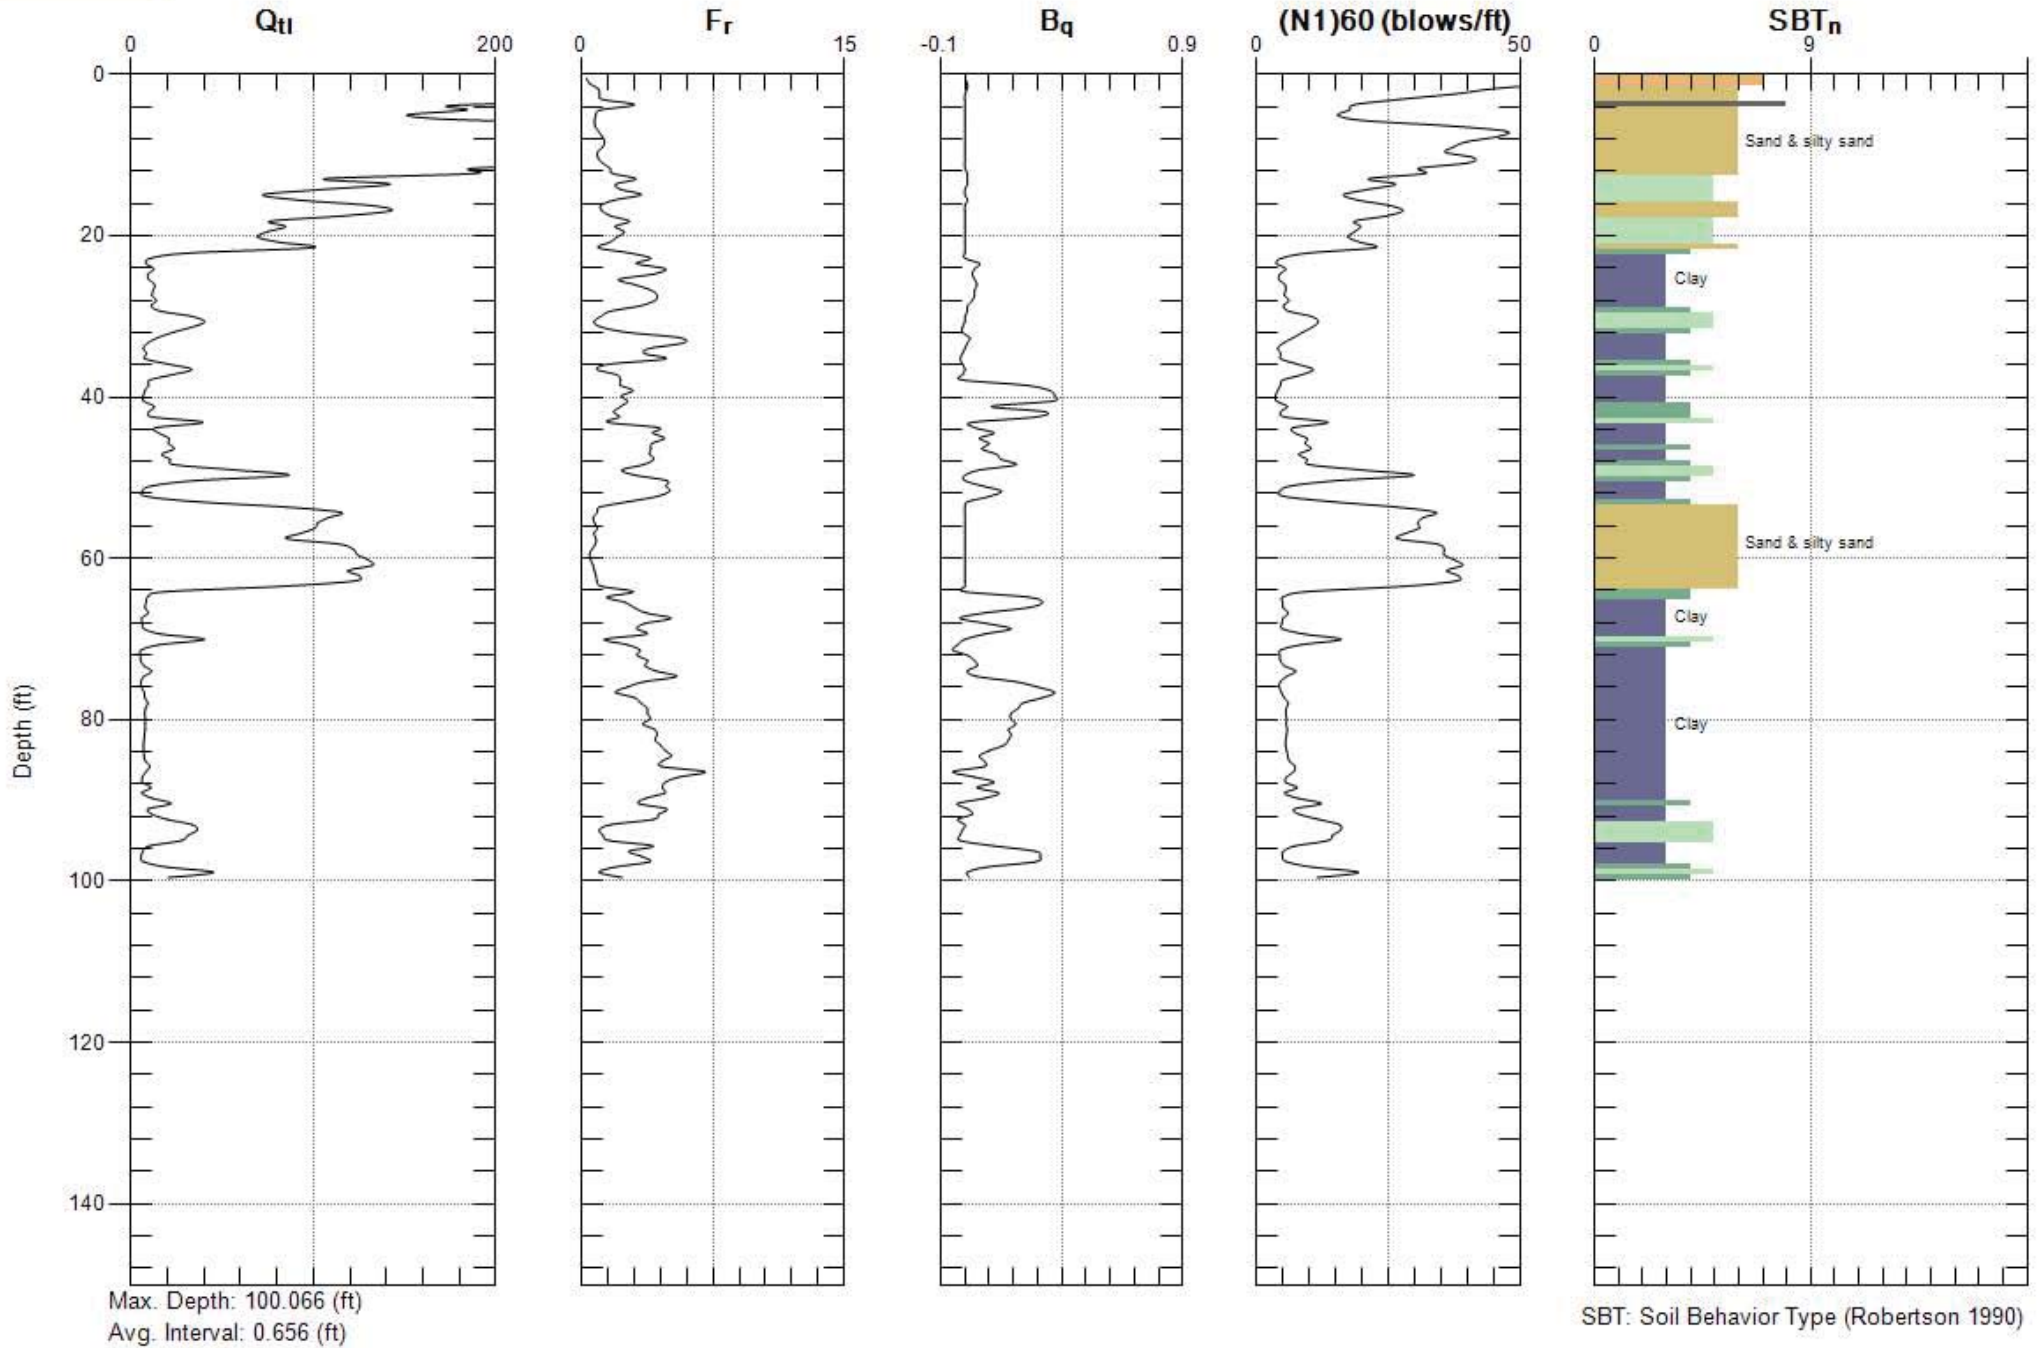 Qtl Fr Bq (N1)60 (blows/ft) SBTn
0 200 0 15 -0.1 0.9 0 50 0 9
0
Sand & silty sand
20
Clay
40
Sand & silty sand
60
Clay
Depth (ft)
80
Clay
100
120
140
Max. Depth: 100.066 (ft)
Avg. Interval: 0.656 (ft)
SBT: Soil Behavior Type (Robertson 1990)